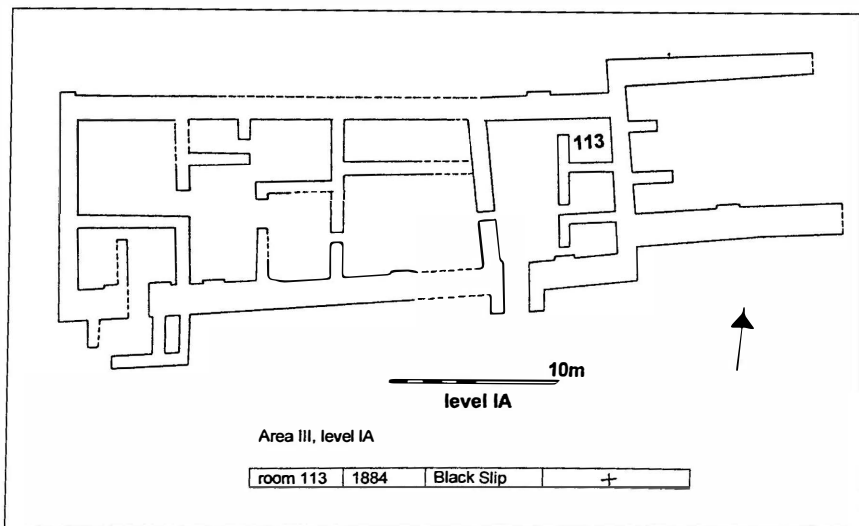 113
10m
level IA
Area III, level IA
room 113 1884 Black Slip +